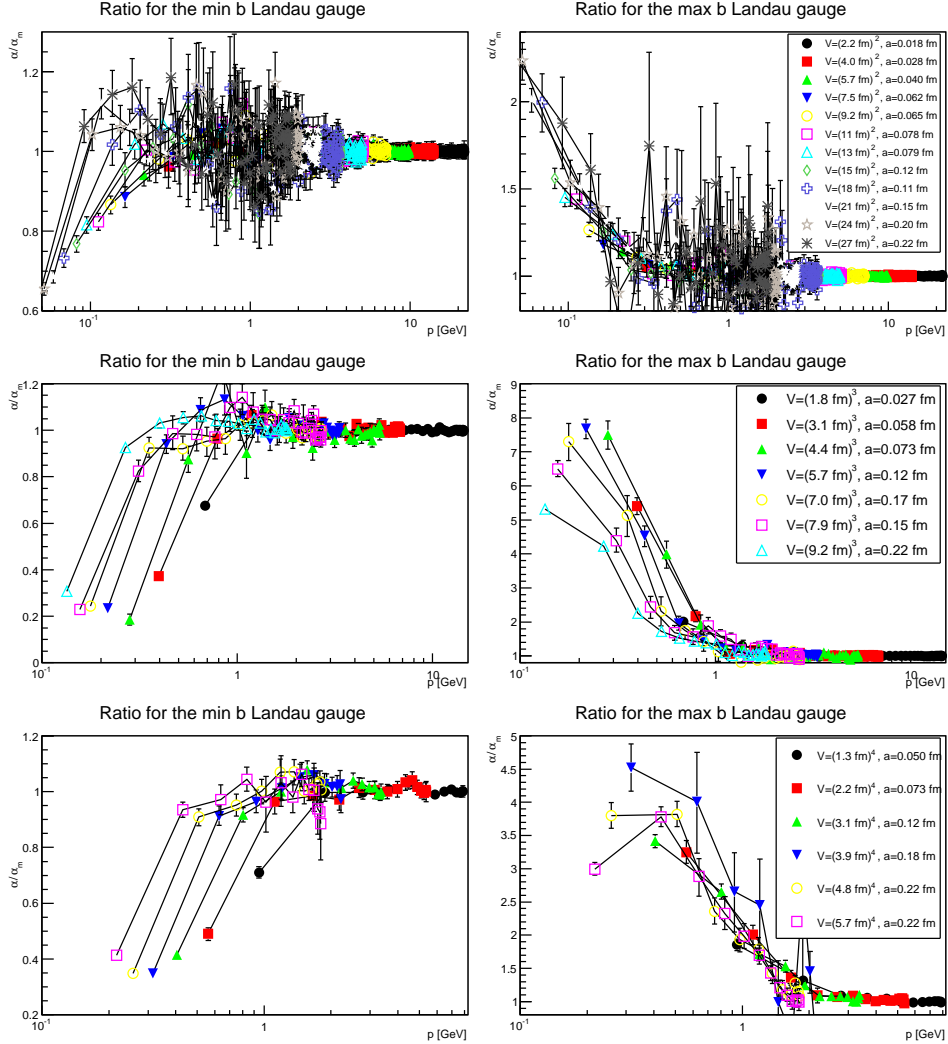 Ratio for the min b Landau gauge
α/α_m
1.2
1
0.8
0.6
10^-1
1
10
p [GeV]
Ratio for the max b Landau gauge
α/α_m
2
1.5
1
10^-1
1
10
p [GeV]
V=(2.2 fm)^2, a=0.018 fm
V=(4.0 fm)^2, a=0.028 fm
V=(5.7 fm)^2, a=0.040 fm
V=(7.5 fm)^2, a=0.062 fm
V=(9.2 fm)^2, a=0.065 fm
V=(11 fm)^2, a=0.078 fm
V=(13 fm)^2, a=0.079 fm
V=(15 fm)^2, a=0.12 fm
V=(18 fm)^2, a=0.11 fm
V=(21 fm)^2, a=0.15 fm
V=(24 fm)^2, a=0.20 fm
V=(27 fm)^2, a=0.22 fm
Ratio for the min b Landau gauge
α/α_m
1.2
1
0.8
0.6
0.4
0.2
0
10^-1
1
10
p [GeV]
Ratio for the max b Landau gauge
α/α_m
9
8
7
6
5
4
3
2
1
10^-1
1
10
p [GeV]
V=(1.8 fm)^3, a=0.027 fm
V=(3.1 fm)^3, a=0.058 fm
V=(4.4 fm)^3, a=0.073 fm
V=(5.7 fm)^3, a=0.12 fm
V=(7.0 fm)^3, a=0.17 fm
V=(7.9 fm)^3, a=0.15 fm
V=(9.2 fm)^3, a=0.22 fm
Ratio for the min b Landau gauge
α/α_m
1.2
1
0.8
0.6
0.4
0.2
10^-1
1
p [GeV]
Ratio for the max b Landau gauge
α/α_m
5
4.5
4
3.5
3
2.5
2
1.5
1
10^-1
1
p [GeV]
V=(1.3 fm)^4, a=0.050 fm
V=(2.2 fm)^4, a=0.073 fm
V=(3.1 fm)^4, a=0.12 fm
V=(3.9 fm)^4, a=0.18 fm
V=(4.8 fm)^4, a=0.22 fm
V=(5.7 fm)^4, a=0.22 fm